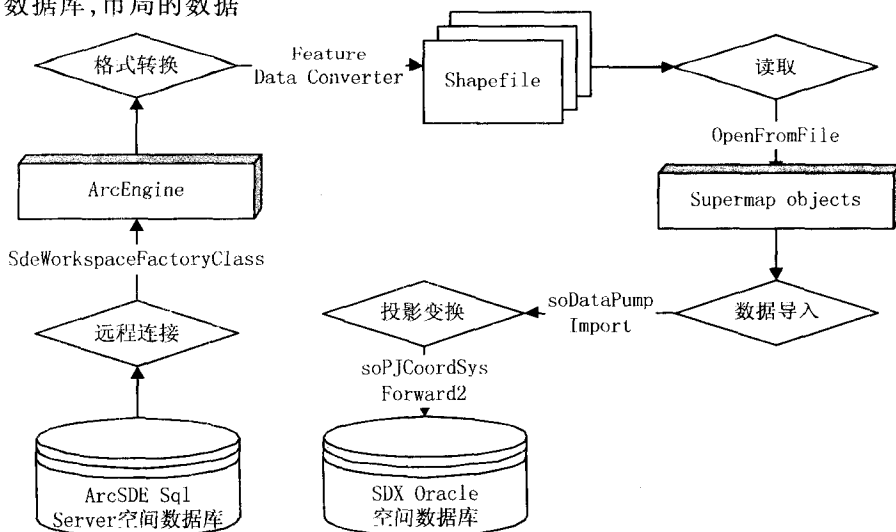 数据库,市局的数据
格式转换
Feature
Data Converter
Shapefile
读取
OpenFromFile
ArcEngine
Supermap objects
SdeWorkspaceFactoryClass
远程连接
投影变换
soDataPump
Import
数据导入
soPJCoordSys
Forward2
ArcSDE Sql
Server空间数据库
SDX Oracle
空间数据库